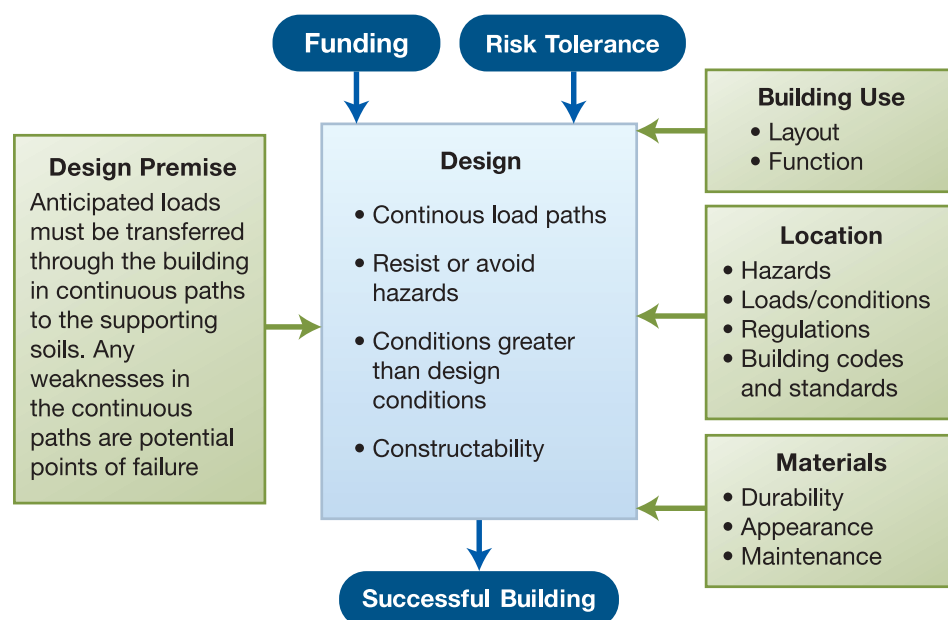 Funding
Risk Tolerance
Design Premise
Anticipated loads
must be transferred
through the building
in continuous paths
to the supporting
soils. Any
weaknesses in
the continuous
paths are potential
points of failure
Design
• Continous load paths
• Resist or avoid
hazards
• Conditions greater
than design
conditions
• Constructability
Building Use
• Layout
• Function
Location
• Hazards
• Loads/conditions
• Regulations
• Building codes
and standards
Materials
• Durability
• Appearance
• Maintenance
Successful Building